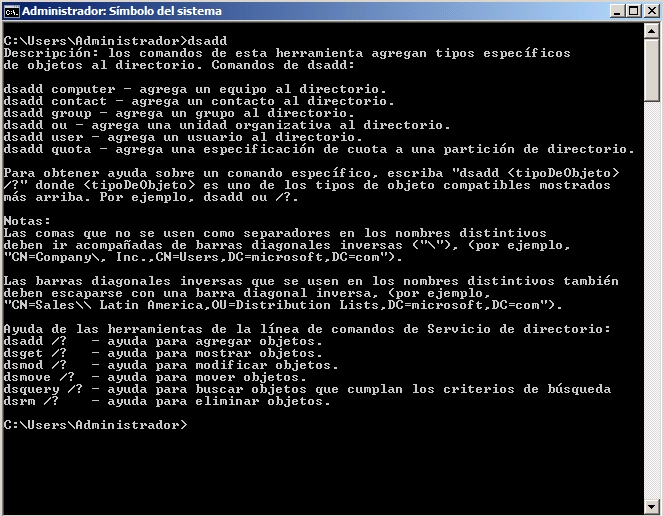 Administrador: Símbolo del sistema
C:\Users\Administrador>dsadd
Descripción: los comandos de esta herramienta agregan tipos específicos
de objetos al directorio. Comandos de dsadd:
dsadd computer - agrega un equipo al directorio.
dsadd contact - agrega un contacto al directorio.
dsadd group - agrega un grupo al directorio.
dsadd ou - agrega una unidad organizativa al directorio.
dsadd user - agrega un usuario al directorio.
dsadd quota - agrega una especificación de cuota a una partición de directorio.
Para obtener ayuda sobre un comando específico, escriba "dsadd <tipoDeObjeto>
/?" donde <tipoDeObjeto> es uno de los tipos de objeto compatibles mostrados
más arriba. Por ejemplo, dsadd ou /?.
Notas:
Las comas que no se usen como separadores en los nombres distintivos
deben ir acompañadas de barras diagonales inversas ("\"), (por ejemplo,
"CN=Company\, Inc.,CN=Users,DC=microsoft,DC=com").
Las barras diagonales inversas que se usen en los nombres distintivos también
deben escaparse con una barra diagonal inversa, (por ejemplo,
"CN=Sales\\ Latin America,OU=Distribution Lists,DC=microsoft,DC=com").
Ayuda de las herramientas de la línea de comandos de Servicio de directorio:
dsadd /?   - ayuda para agregar objetos.
dsget /?   - ayuda para mostrar objetos.
dsmod /?   - ayuda para modificar objetos.
dsmove /?  - ayuda para mover objetos.
dsquery /? - ayuda para buscar objetos que cumplan los criterios de búsqueda
dsrm /?    - ayuda para eliminar objetos.
C:\Users\Administrador>